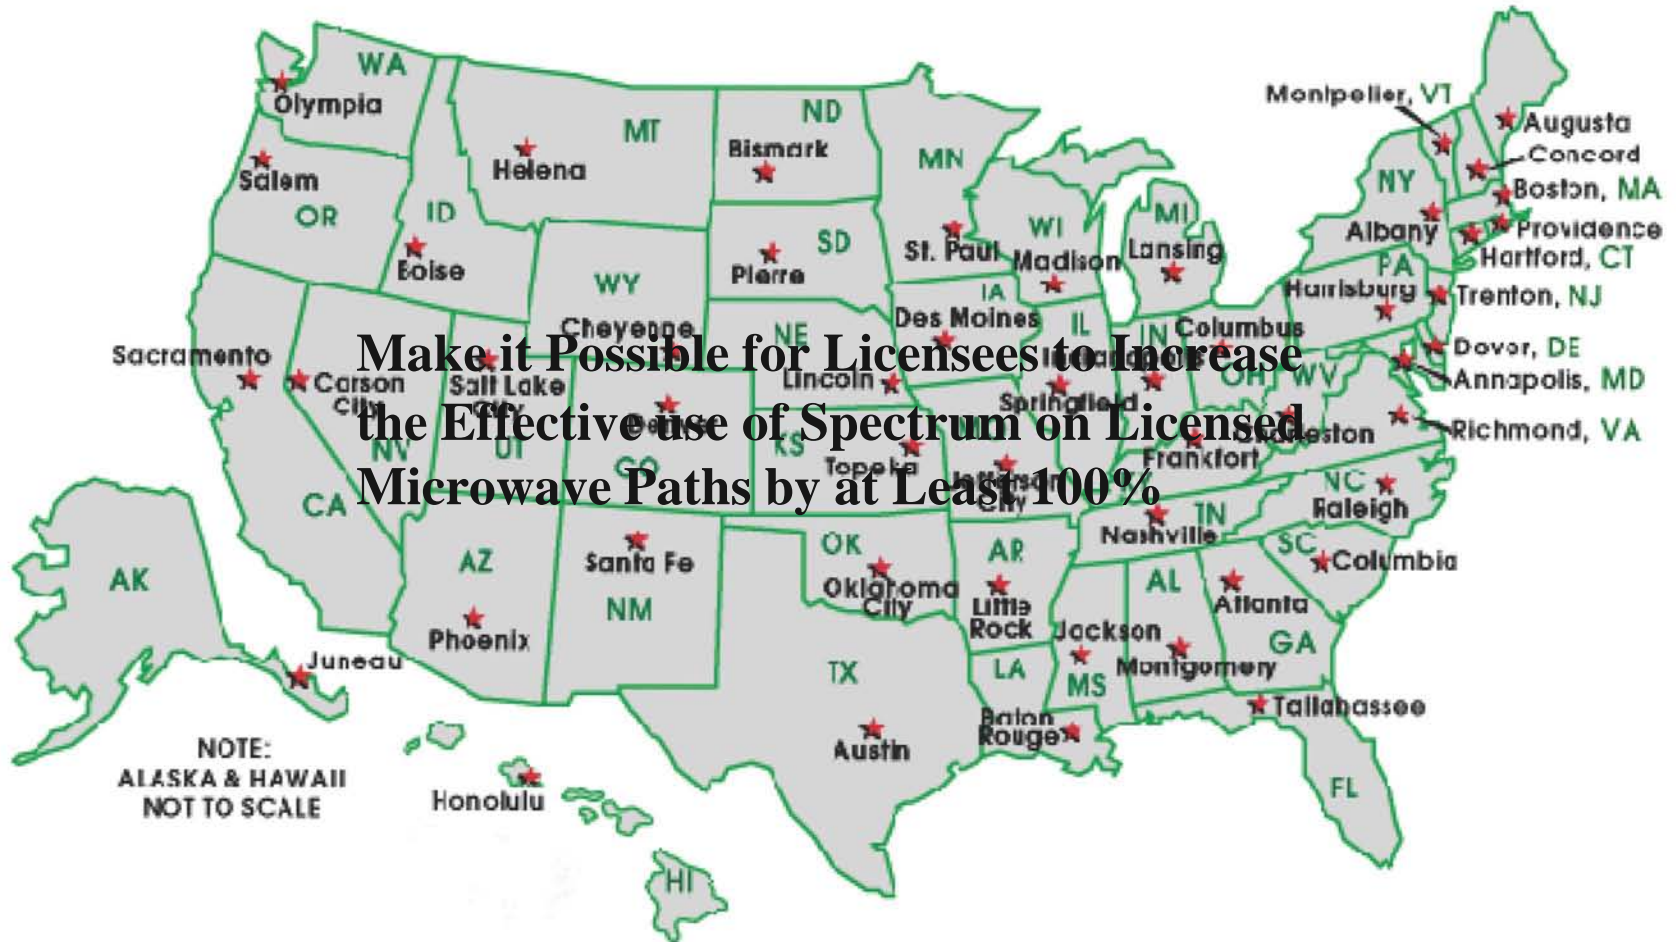 WA
Olympia
Salem
OR
ID
Boise
MT
Helena
ND
Bismark
SD
Pierre
WY
Cheyenne
MN
St. Paul
WI
Madison
MI
Lansing
IA
Des Moines
NE
Lincoln
IL
Springfield
IN
Columbus
OH
WV
Montpelier, VT
Augusta
Concord
Boston, MA
Providence
Hartford, CT
NY
Albany
PA
Harrisburg
Trenton, NJ
Dover, DE
Annapolis, MD
Richmond, VA
Sacramento
Carson
City
NV
CA
Salt Lake
City
UT
Denver
CO
KS
Topeka
Jefferson
City
Frankfort
Charleston
Make it Possible for Licensees to Increase
the Effective use of Spectrum on Licensed
Microwave Paths by at Least 100%
AZ
Phoenix
Santa Fe
NM
OK
Oklahoma
City
AR
Little
Rock
TN
Nashville
NC
Raleigh
SC
Columbia
AL
Montgomery
Atlanta
GA
Jackson
MS
LA
Baton
Rouge
TX
Austin
Tallahassee
FL
AK
Juneau
NOTE:
ALASKA & HAWAII
NOT TO SCALE
Honolulu
HI